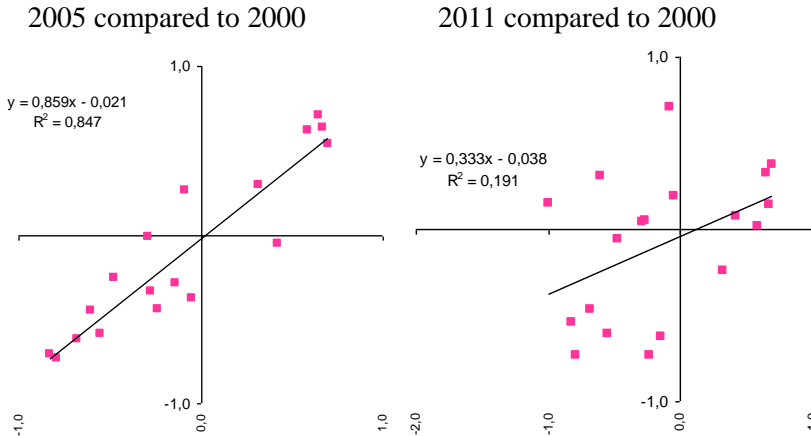 2005 compared to 2000
2011 compared to 2000
1,0
y = 0,859x - 0,021
R² = 0,847
-1,0
-1,0
0,0
1,0
1,0
y = 0,333x - 0,038
R² = 0,191
-1,0
-2,0
-1,0
0,0
1,0